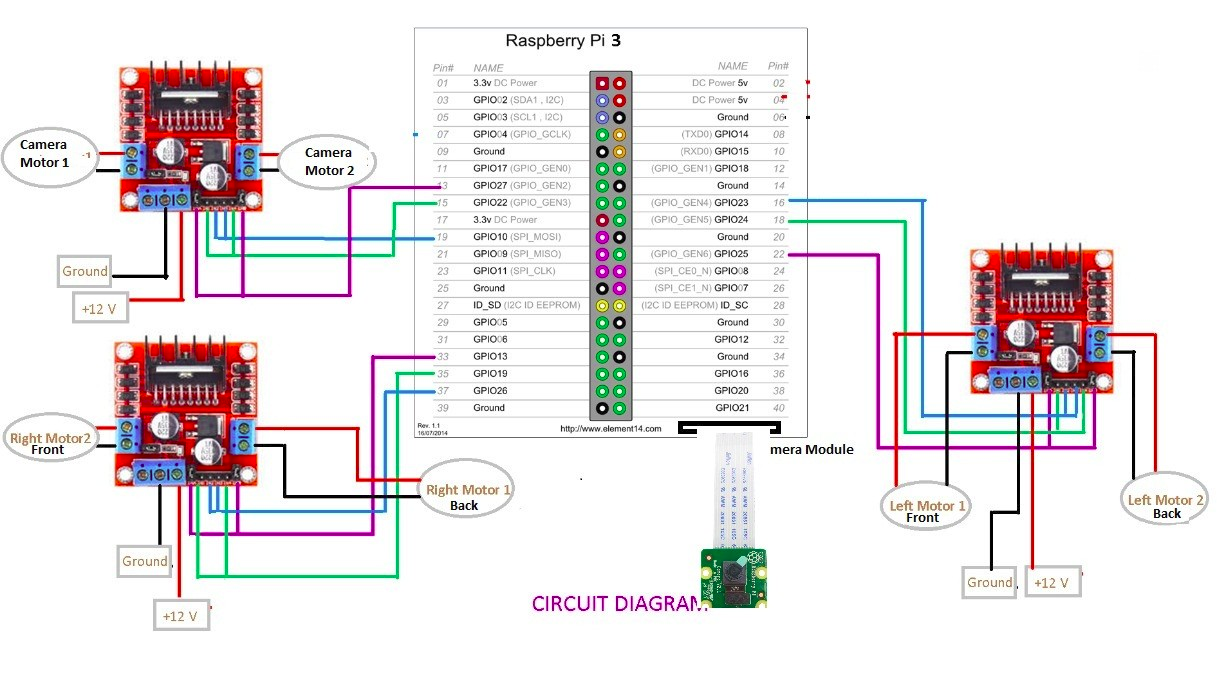 Raspberry Pi 3
Pin# NAME NAME Pin#
01 3.3v DC Power DC Power 5v 02
03 GPIO02 (SDA1 , I2C) DC Power 5v 04
05 GPIO03 (SCL1 , I2C) Ground 06
07 GPIO04 (GPIO_GCLK) (TXD0) GPIO14 08
09 Ground (RXD0) GPIO15 10
11 GPIO17 (GPIO_GEN0) (GPIO_GEN1) GPIO18 12
13 GPIO27 (GPIO_GEN2) Ground 14
15 GPIO22 (GPIO_GEN3) (GPIO_GEN4) GPIO23 16
17 3.3v DC Power (GPIO_GEN5) GPIO24 18
19 GPIO10 (SPI_MOSI) Ground 20
21 GPIO09 (SPI_MISO) (GPIO_GEN6) GPIO25 22
23 GPIO11 (SPI_CLK) (SPI_CE0_N) GPIO08 24
25 Ground (SPI_CE1_N) GPIO07 26
27 ID_SD (I2C ID EEPROM) (I2C ID EEPROM) ID_SC 28
29 GPIO05 Ground 30
31 GPIO06 GPIO12 32
33 GPIO13 Ground 34
35 GPIO19 GPIO16 36
37 GPIO26 GPIO20 38
39 Ground GPIO21 40
Rev. 1.1
16/07/2014
http://www.element14.com
Camera
Motor 1
-1
Camera
Motor 2
Ground
+12 V
Right Motor2
Front
Right Motor 1
Back
Ground
+12 V
mera Module
Left Motor 1
Front
Left Motor 2
Back
Ground
+12 V
CIRCUIT DIAGRAM